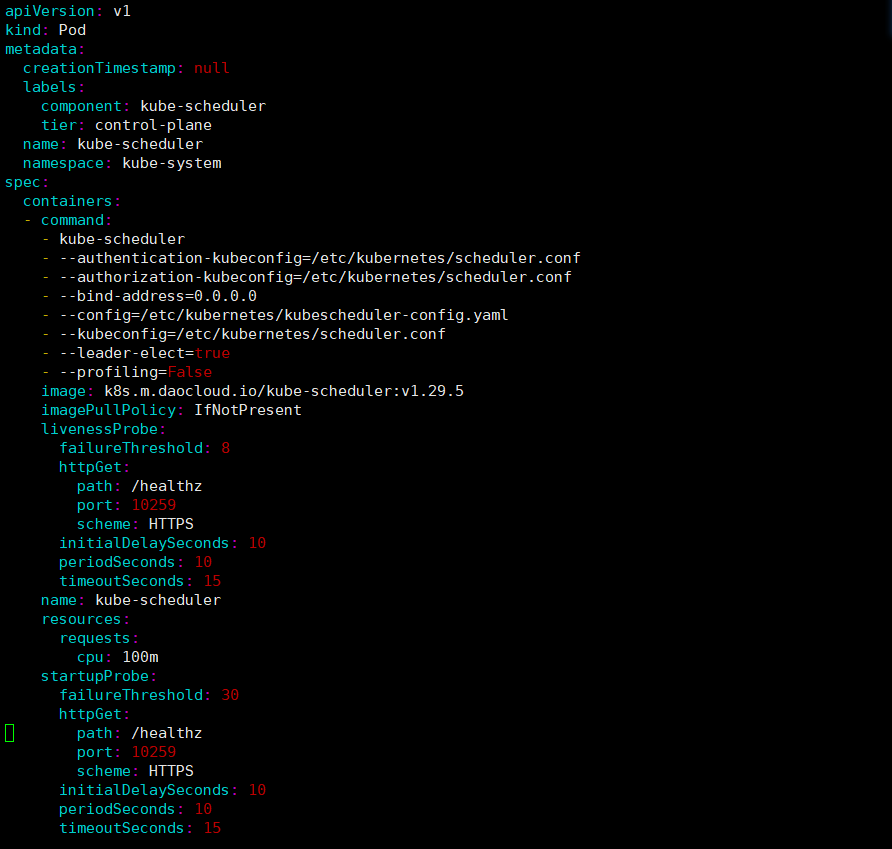 apiVersion: v1
kind: Pod
metadata:
  creationTimestamp: null
  labels:
    component: kube-scheduler
    tier: control-plane
  name: kube-scheduler
  namespace: kube-system
spec:
  containers:
  - command:
    - kube-scheduler
    - --authentication-kubeconfig=/etc/kubernetes/scheduler.conf
    - --authorization-kubeconfig=/etc/kubernetes/scheduler.conf
    - --bind-address=0.0.0.0
    - --config=/etc/kubernetes/kubescheduler-config.yaml
    - --kubeconfig=/etc/kubernetes/scheduler.conf
    - --leader-elect=true
    - --profiling=False
    image: k8s.m.daocloud.io/kube-scheduler:v1.29.5
    imagePullPolicy: IfNotPresent
    livenessProbe:
      failureThreshold: 8
      httpGet:
        path: /healthz
        port: 10259
        scheme: HTTPS
      initialDelaySeconds: 10
      periodSeconds: 10
      timeoutSeconds: 15
    name: kube-scheduler
    resources:
      requests:
        cpu: 100m
    startupProbe:
      failureThreshold: 30
      httpGet:
        path: /healthz
        port: 10259
        scheme: HTTPS
      initialDelaySeconds: 10
      periodSeconds: 10
      timeoutSeconds: 15